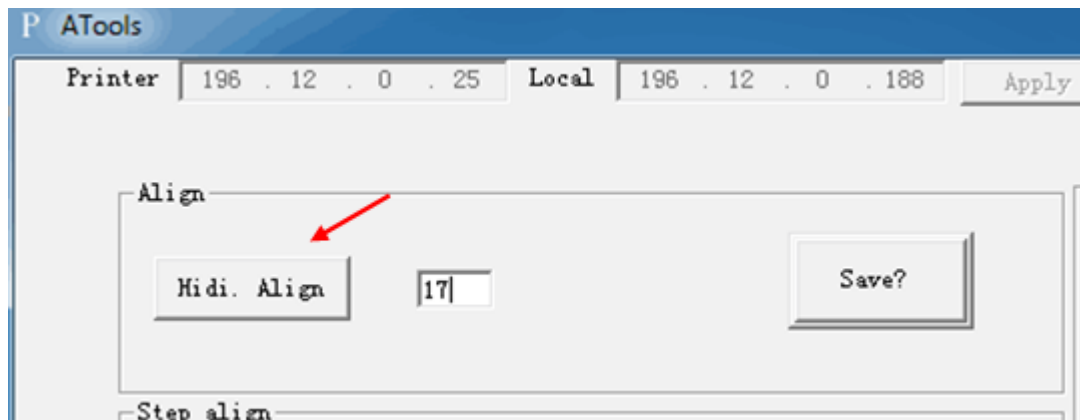 P ATools
Printer 196 . 12 . 0 . 25 Local 196 . 12 . 0 . 188 Apply
Align
Hidi. Align 17 Save?
Step align